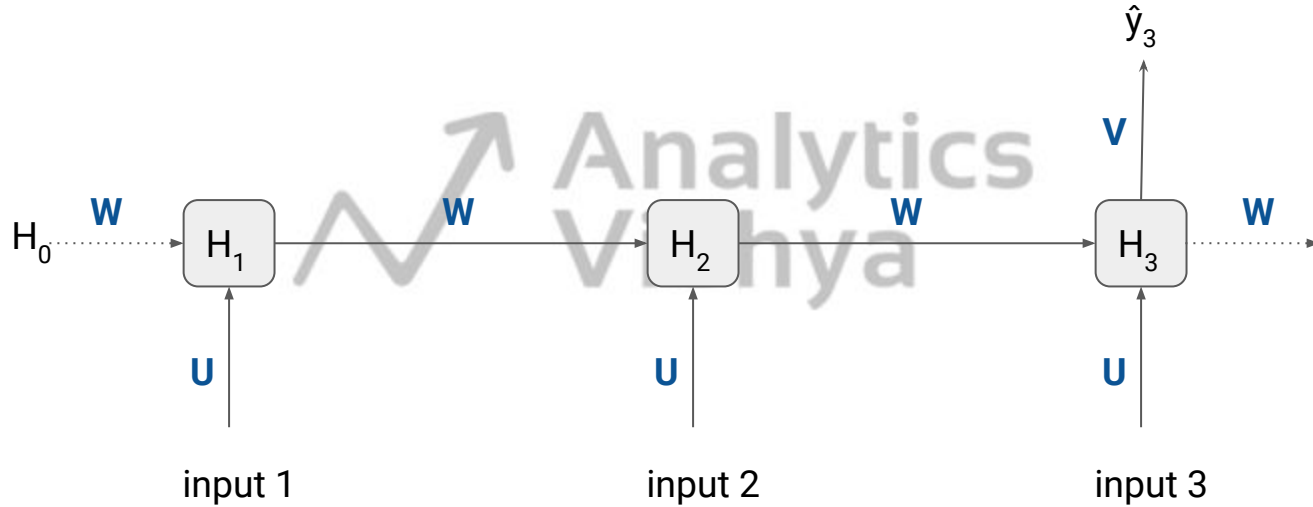 ŷ₃
V
Analytics
Vidhya
W W W W
H₀ H₁ H₂ H₃
U U U
input 1 input 2 input 3